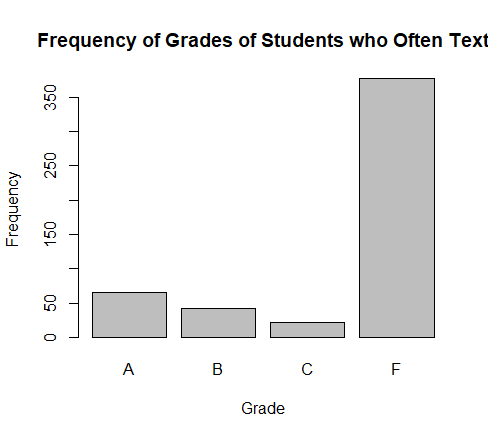 Frequency of Grades of Students who Often Text
350
250
150
50
0
Frequency
A B C F
Grade